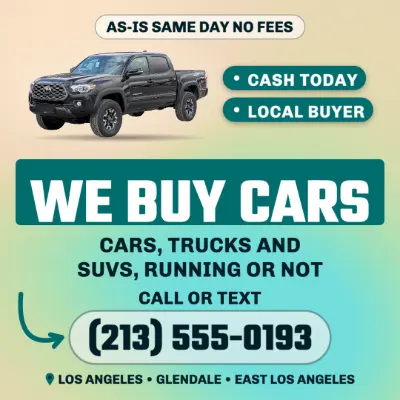 AS-IS SAME DAY NO FEES
• CASH TODAY
• LOCAL BUYER
WE BUY CARS
CARS, TRUCKS AND
SUVS, RUNNING OR NOT
CALL OR TEXT
(213) 555-0193
LOS ANGELES • GLENDALE • EAST LOS ANGELES